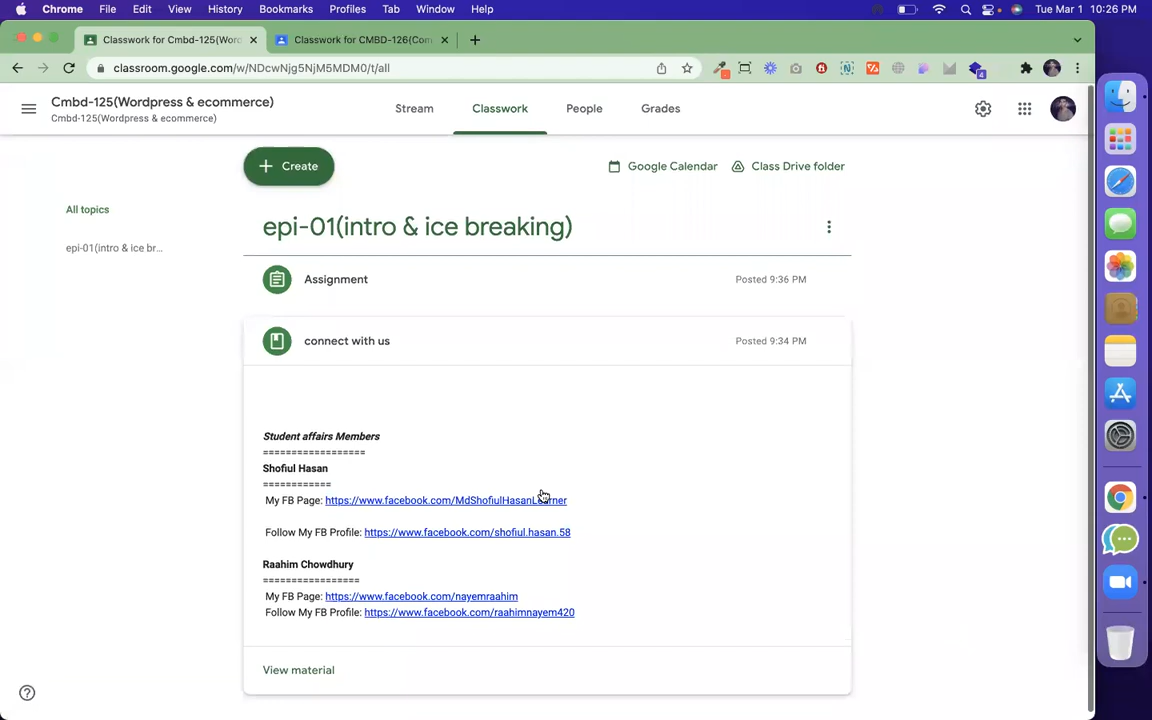 Chrome File Edit View History Bookmarks Profiles Tab Window Help Tue Mar 1 10:26 PM
Classwork for Cmbd-125(Word Classwork for CMBD-126(Com
classroom.google.com/w/NDcwNjg5NjM5MDM0/t/all
4
Cmbd-125(Wordpress & ecommerce)
Cmbd-125(Wordpress & ecommerce)
Stream Classwork People Grades
Create
Google Calendar Class Drive folder
All topics
epi-01(intro & ice br...
epi-01(intro & ice breaking)
Assignment Posted 9:36 PM
connect with us Posted 9:34 PM
Student affairs Members
==================
Shofiul Hasan
============
My FB Page: https://www.facebook.com/MdShofiulHasanLearner
Follow My FB Profile: https://www.facebook.com/shofiul.hasan.58
Raahim Chowdhury
=================
My FB Page: https://www.facebook.com/nayemraahim
Follow My FB Profile: https://www.facebook.com/raahimnayem420
View material